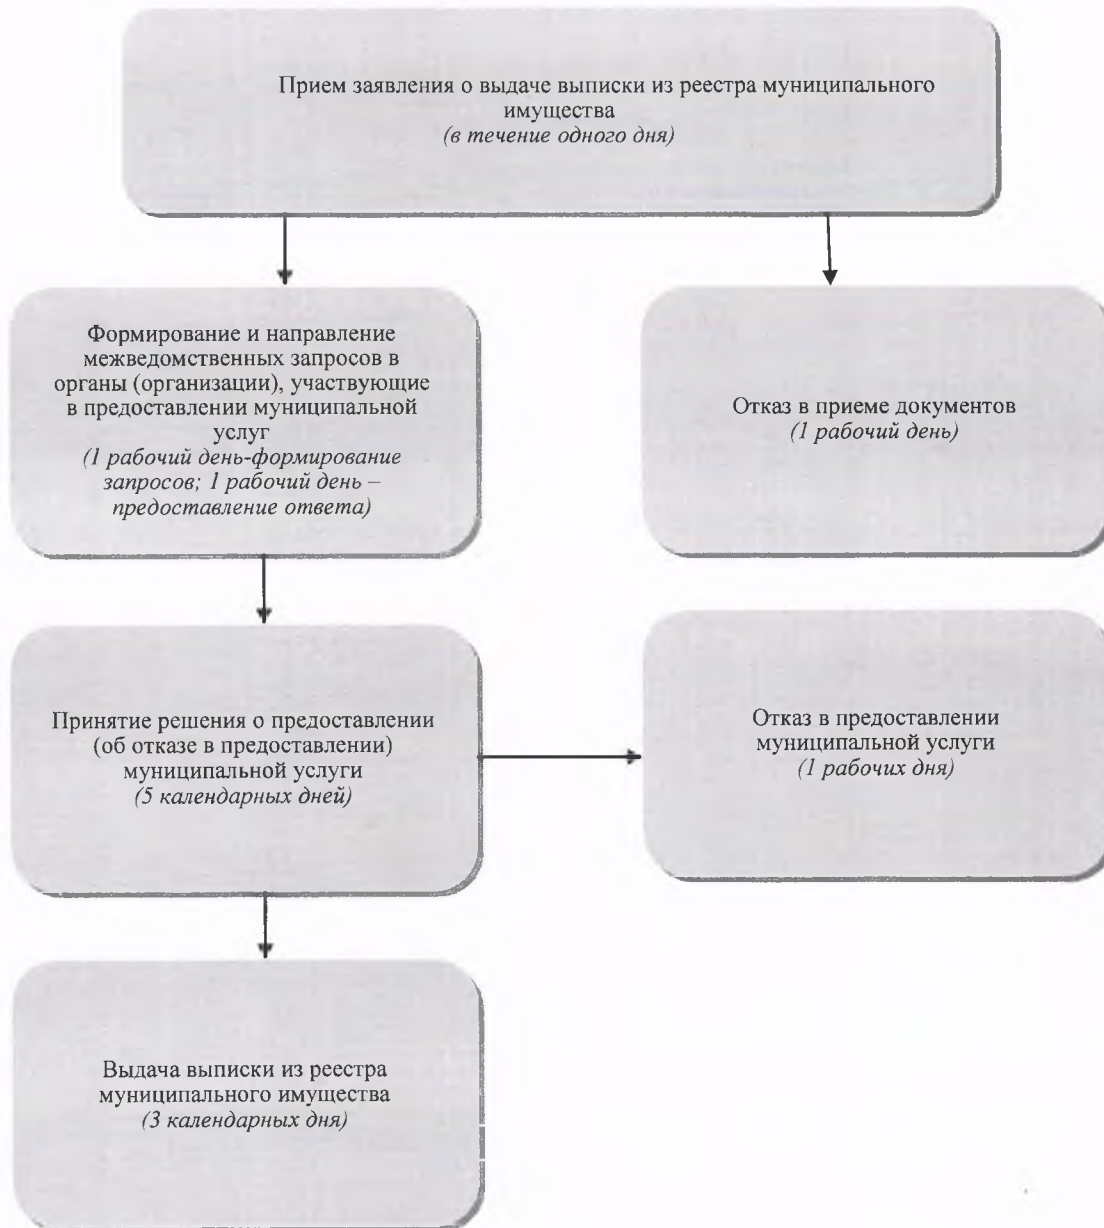 Прием заявления о выдаче выписки из реестра муниципального
имущества
(в течение одного дня)
Формирование и направление
межведомственных запросов в
органы (организации), участвующие
в предоставлении муниципальной
услуг
(1 рабочий день-формирование
запросов; 1 рабочий день –
предоставление ответа)
Отказ в приеме документов
(1 рабочий день)
Принятие решения о предоставлении
(об отказе в предоставлении)
муниципальной услуги
(5 календарных дней)
Отказ в предоставлении
муниципальной услуги
(1 рабочих дня)
Выдача выписки из реестра
муниципального имущества
(3 календарных дня)